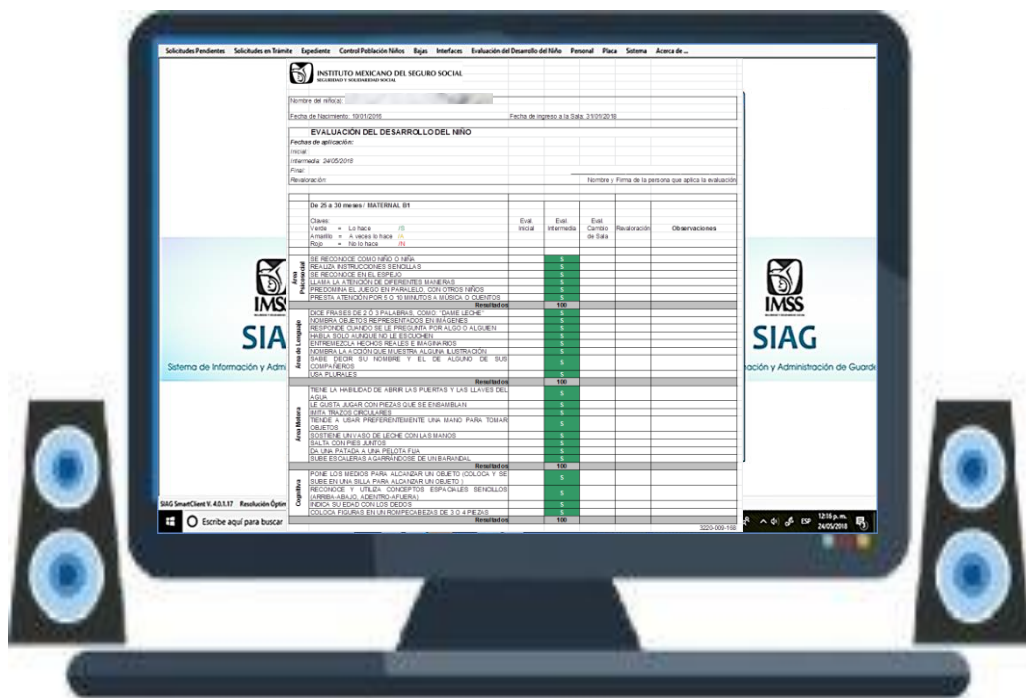 Solicitudes Pendientes Solicitudes en Trámite Expediente Control Población Niños Bajas Interfaces Evaluación del Desarrollo del Niño Personal Placa Sistema Acerca de ...
INSTITUTO MEXICANO DEL SEGURO SOCIAL
SEGURIDAD Y SOLIDARIDAD SOCIAL
Nombre del niño(a):
Fecha de Nacimiento: Fecha de ingreso a la Sala: 31/01/2018
EVALUACIÓN DEL DESARROLLO DEL NIÑO
Fechas de aplicación:
Inicial:
Intermedia: 24/05/2018
Final:
Revaloración Nombre y Firma de la persona que aplica la evaluación
De 25 a 30 meses / MATERNAL B1
Claves:
Verde = Lo hace /S
Amarillo = A veces lo hace /A
Rojo = No lo hace /N
Eval. Inicial
Eval. Intermedia
Eval. Cambio de Sala
Revaloración
Observaciones
Área Psicosocial
SE RECONOCE COMO NIÑO O NIÑA S
REALIZA INSTRUCCIONES SENCILLAS S
SE RECONOCE EN EL ESPEJO S
LLAMA LA ATENCIÓN DE DIFERENTES MANERAS S
PREDOMINA EL JUEGO EN PARALELO, CON OTROS NIÑOS S
PRESTA ATENCIÓN POR 5 O 10 MINUTOS A MÚSICA O CUENTOS S
Resultados 100
Área de Lenguaje
DICE FRASES DE 2 Ó 3 PALABRAS, COMO: "DAME LECHE" S
NOMBRA OBJETOS REPRESENTADOS EN IMÁGENES S
RESPONDE CUANDO SE LE PREGUNTA POR ALGO O ALGUIEN S
HABLA SOLO AUNQUE NO LE ESCUCHEN S
ENTREMEZCLA HECHOS REALES E IMAGINARIOS S
NOMBRA LA ACCIÓN QUE MUESTRA ALGUNA ILUSTRACIÓN S
SABE DECIR SU NOMBRE Y EL DE ALGUNO DE SUS
COMPAÑEROS S
USA PLURALES S
Resultados 100
Área Motora
TIENE LA HABILIDAD DE ABRIR LAS PUERTAS Y LAS LLAVES DEL
AGUA S
LE GUSTA JUGAR CON PIEZAS QUE SE ENSAMBLAN S
IMITA TRAZOS CIRCULARES S
TIENDE A USAR PREFERENTEMENTE UNA MANO PARA TOMAR
OBJETOS S
SOSTIENE UN VASO DE LECHE CON LAS MANOS S
SALTA CON PIES JUNTOS S
DA UNA PATADA A UNA PELOTA FIJA S
SUBE ESCALERAS AGARRÁNDOSE DE UN BARANDAL S
Resultados 100
Cognitiva
PONE LOS MEDIOS PARA ALCANZAR UN OBJETO (COLOCA Y SE
SUBE EN UNA SILLA PARA ALCANZAR UN OBJETO ) S
RECONOCE Y UTILIZA CONCEPTOS ESPACIALES SENCILLOS
(ARRIBA-ABAJO, ADENTRO-AFUERA) S
INDICA SU EDAD CON LOS DEDOS S
COLOCA FIGURAS EN UN ROMPECABEZAS DE 3 O 4 PIEZAS S
Resultados 100
3220-009-168
IMSS
SIA
Sistema de Información y Admi
IMSS
SIAG
ación y Administración de Guarde
SIAG SmartClient V. 4.0.1.17 Resolución Óptim
Escribe aquí para buscar
ESP
12:16 p.m.
24/05/2018